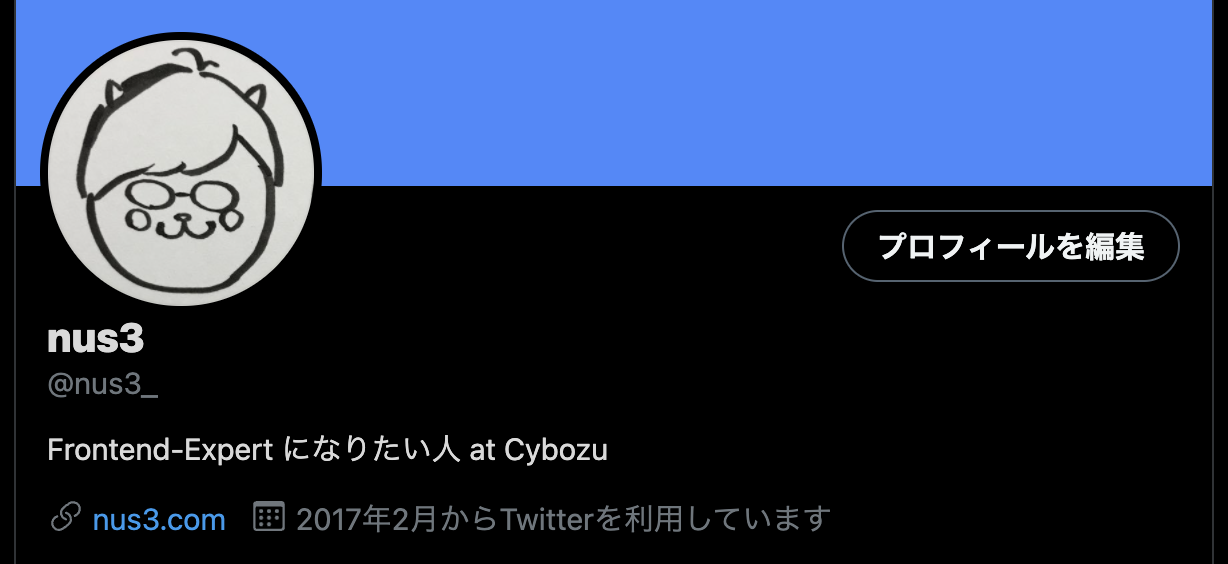 プロフィールを編集
nus3
@nus3_
Frontend-Expert になりたい人 at Cybozu
nus3.com 2017年2月からTwitterを利用しています